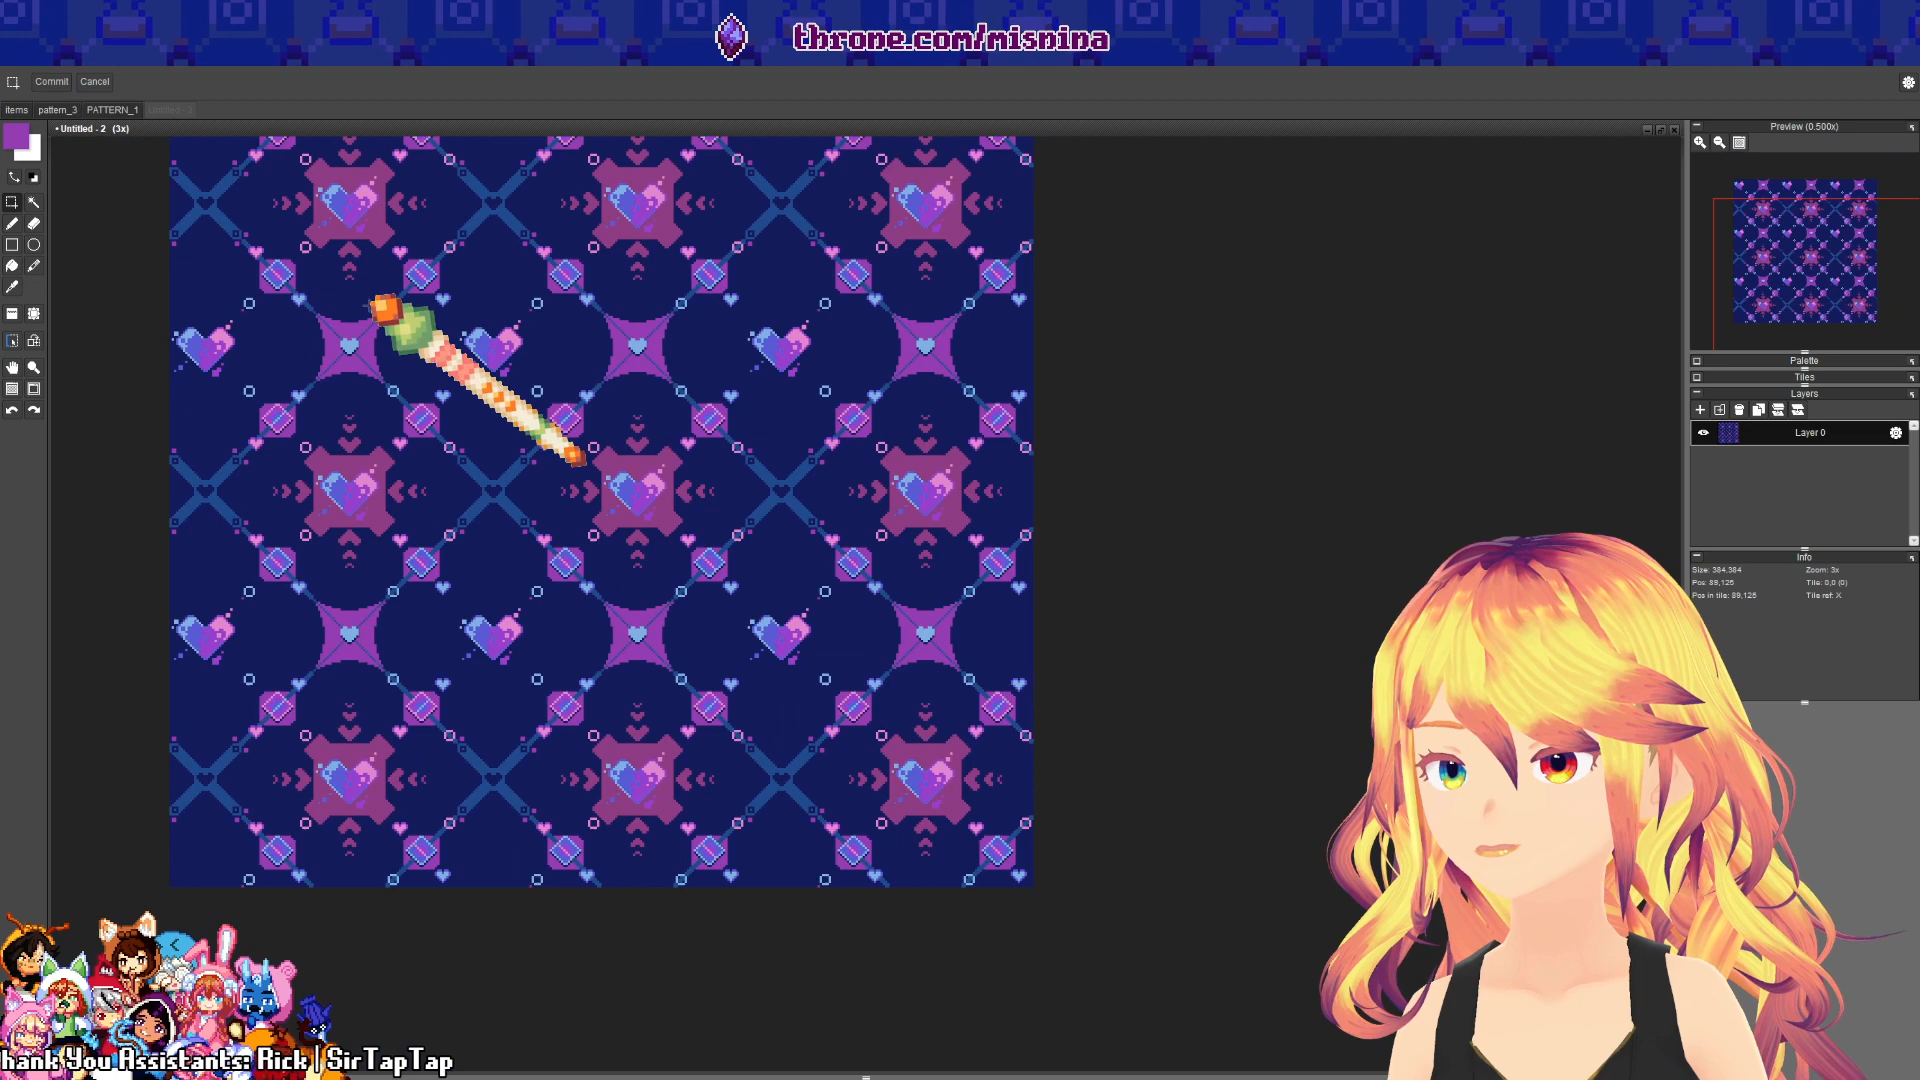 throne.com/misnina
Commit Cancel
items pattern_3 PATTERN_1 Untitled - 2
• Untitled - 2 (3x)
Preview (0.500x)
Palette
Tiles
Layers
Layer 0
Info
Size: 384,384 Zoom: 3x
Pos: 89,125 Tile: 0,0 (0)
Pos in tile: 89,125 Tile ref: X
hank You Assistants: Rick | SirTapTap